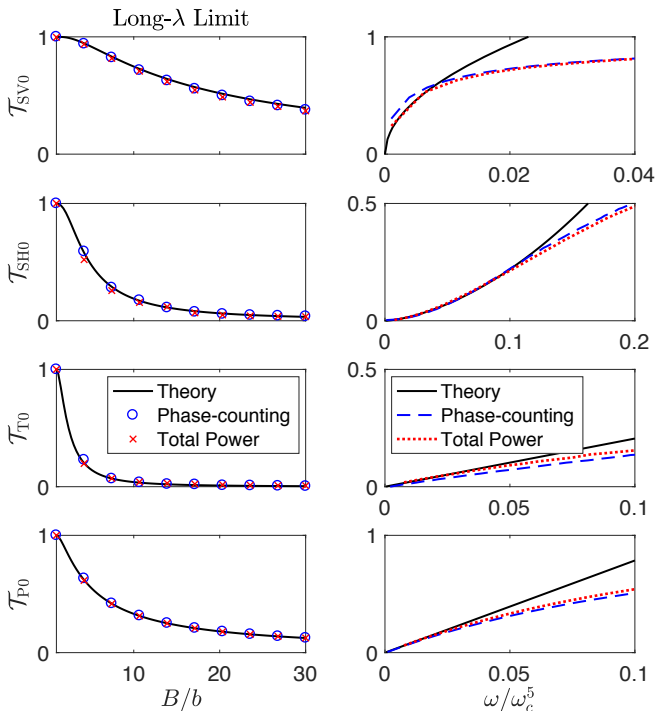 Long-λ Limit
1
0
𝒯SV0
1
0
0 0.02 0.04
1
0
𝒯SH0
0.5
0
0 0.1 0.2
1
0
𝒯T0
Theory
Phase-counting
Total Power
0.5
0
Theory
Phase-counting
Total Power
0 0.05 0.1
1
0
𝒯P0
10 20 30
B/b
1
0
0 0.05 0.1
ω/ω_c^5